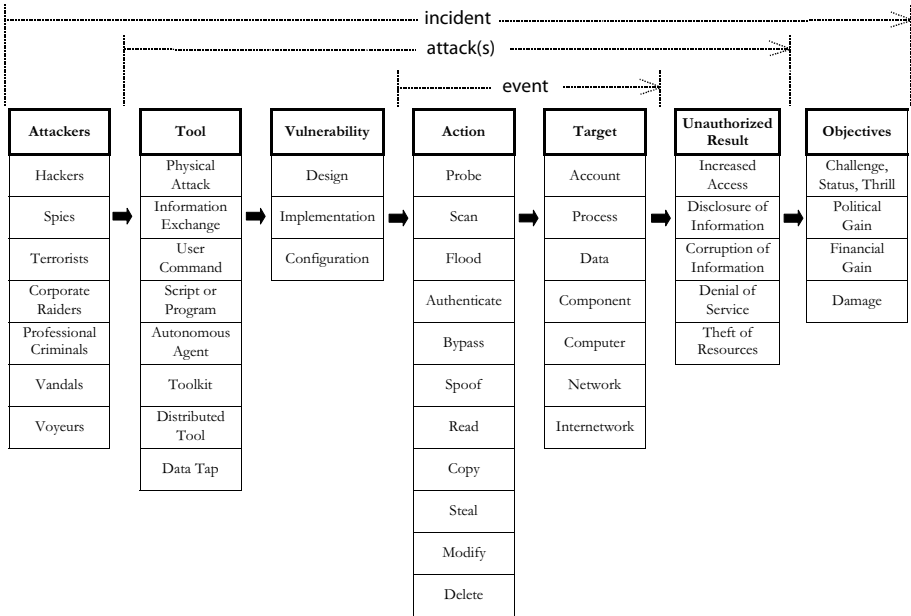 incident
attack(s)
event
Attackers
Hackers
Spies
Terrorists
Corporate
Raiders
Professional
Criminals
Vandals
Voyeurs
Tool
Physical
Attack
Information
Exchange
User
Command
Script or
Program
Autonomous
Agent
Toolkit
Distributed
Tool
Data Tap
Vulnerability
Design
Implementation
Configuration
Action
Probe
Scan
Flood
Authenticate
Bypass
Spoof
Read
Copy
Steal
Modify
Delete
Target
Account
Process
Data
Component
Computer
Network
Internetwork
Unauthorized
Result
Increased
Access
Disclosure of
Information
Corruption of
Information
Denial of
Service
Theft of
Resources
Objectives
Challenge,
Status, Thrill
Political
Gain
Financial
Gain
Damage